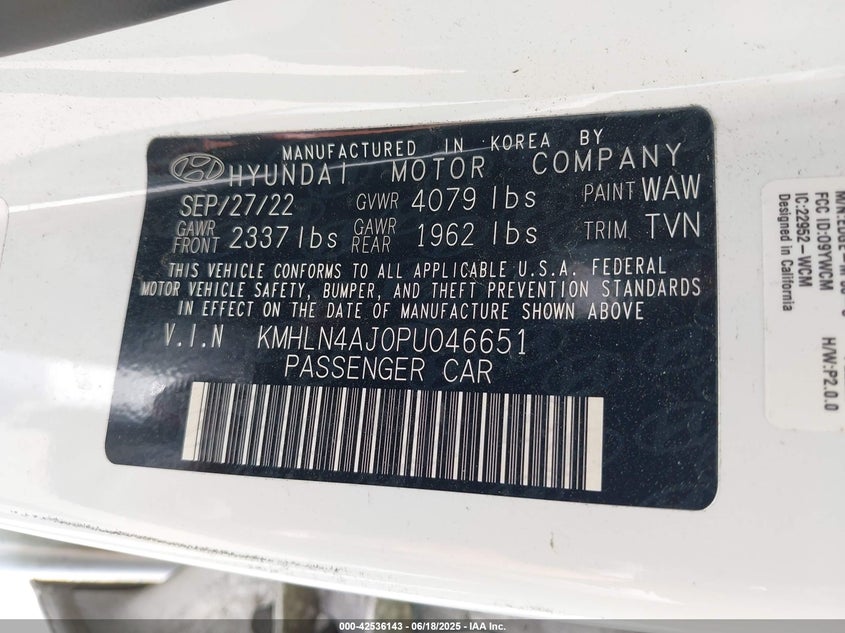 MANUFACTURED IN KOREA BY
HYUNDAI MOTOR COMPANY
SEP/27/22 GVWR 4079 lbs PAINT WAW
GAWR FRONT 2337 lbs GAWR REAR 1962 lbs TRIM TVN
THIS VEHICLE CONFORMS TO ALL APPLICABLE U.S.A. FEDERAL
MOTOR VEHICLE SAFETY, BUMPER, AND THEFT PREVENTION STANDARDS
IN EFFECT ON THE DATE OF MANUFACTURE SHOWN ABOVE
V.I.N KMHLN4AJ0PU046651
PASSENGER CAR
FCC ID:O9YWCM
IC:22952-WCM
Designed in California
H/W:P2.0.0
000-42536143 - 06/18/2025 - IAA Inc.